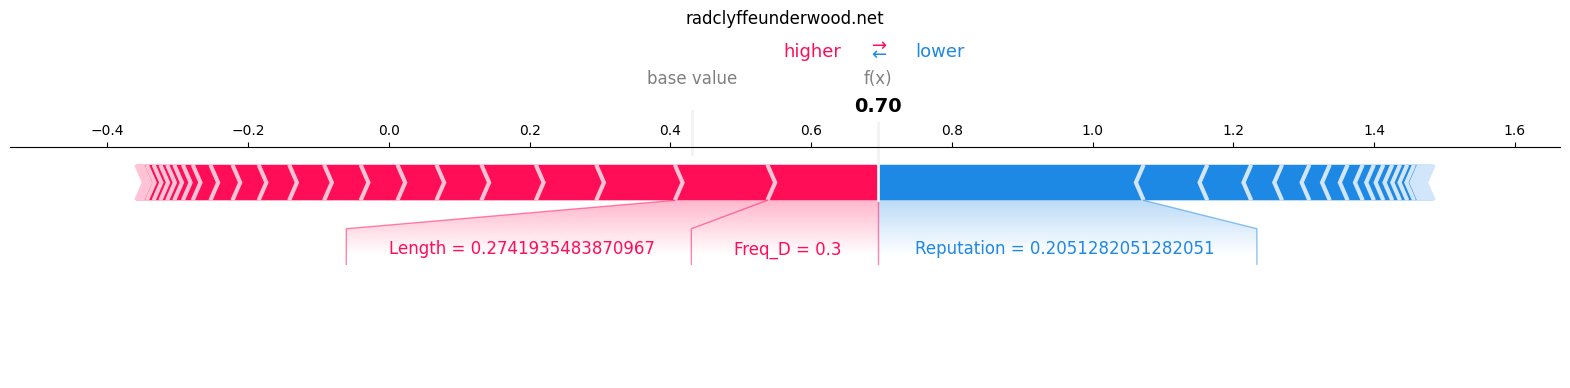 radclyffeunderwood.net
higher ⇄ lower
base value f(x)
0.70
−0.4 −0.2 0.0 0.2 0.4 0.6 0.8 1.0 1.2 1.4 1.6
Length = 0.2741935483870967 Freq_D = 0.3 Reputation = 0.2051282051282051